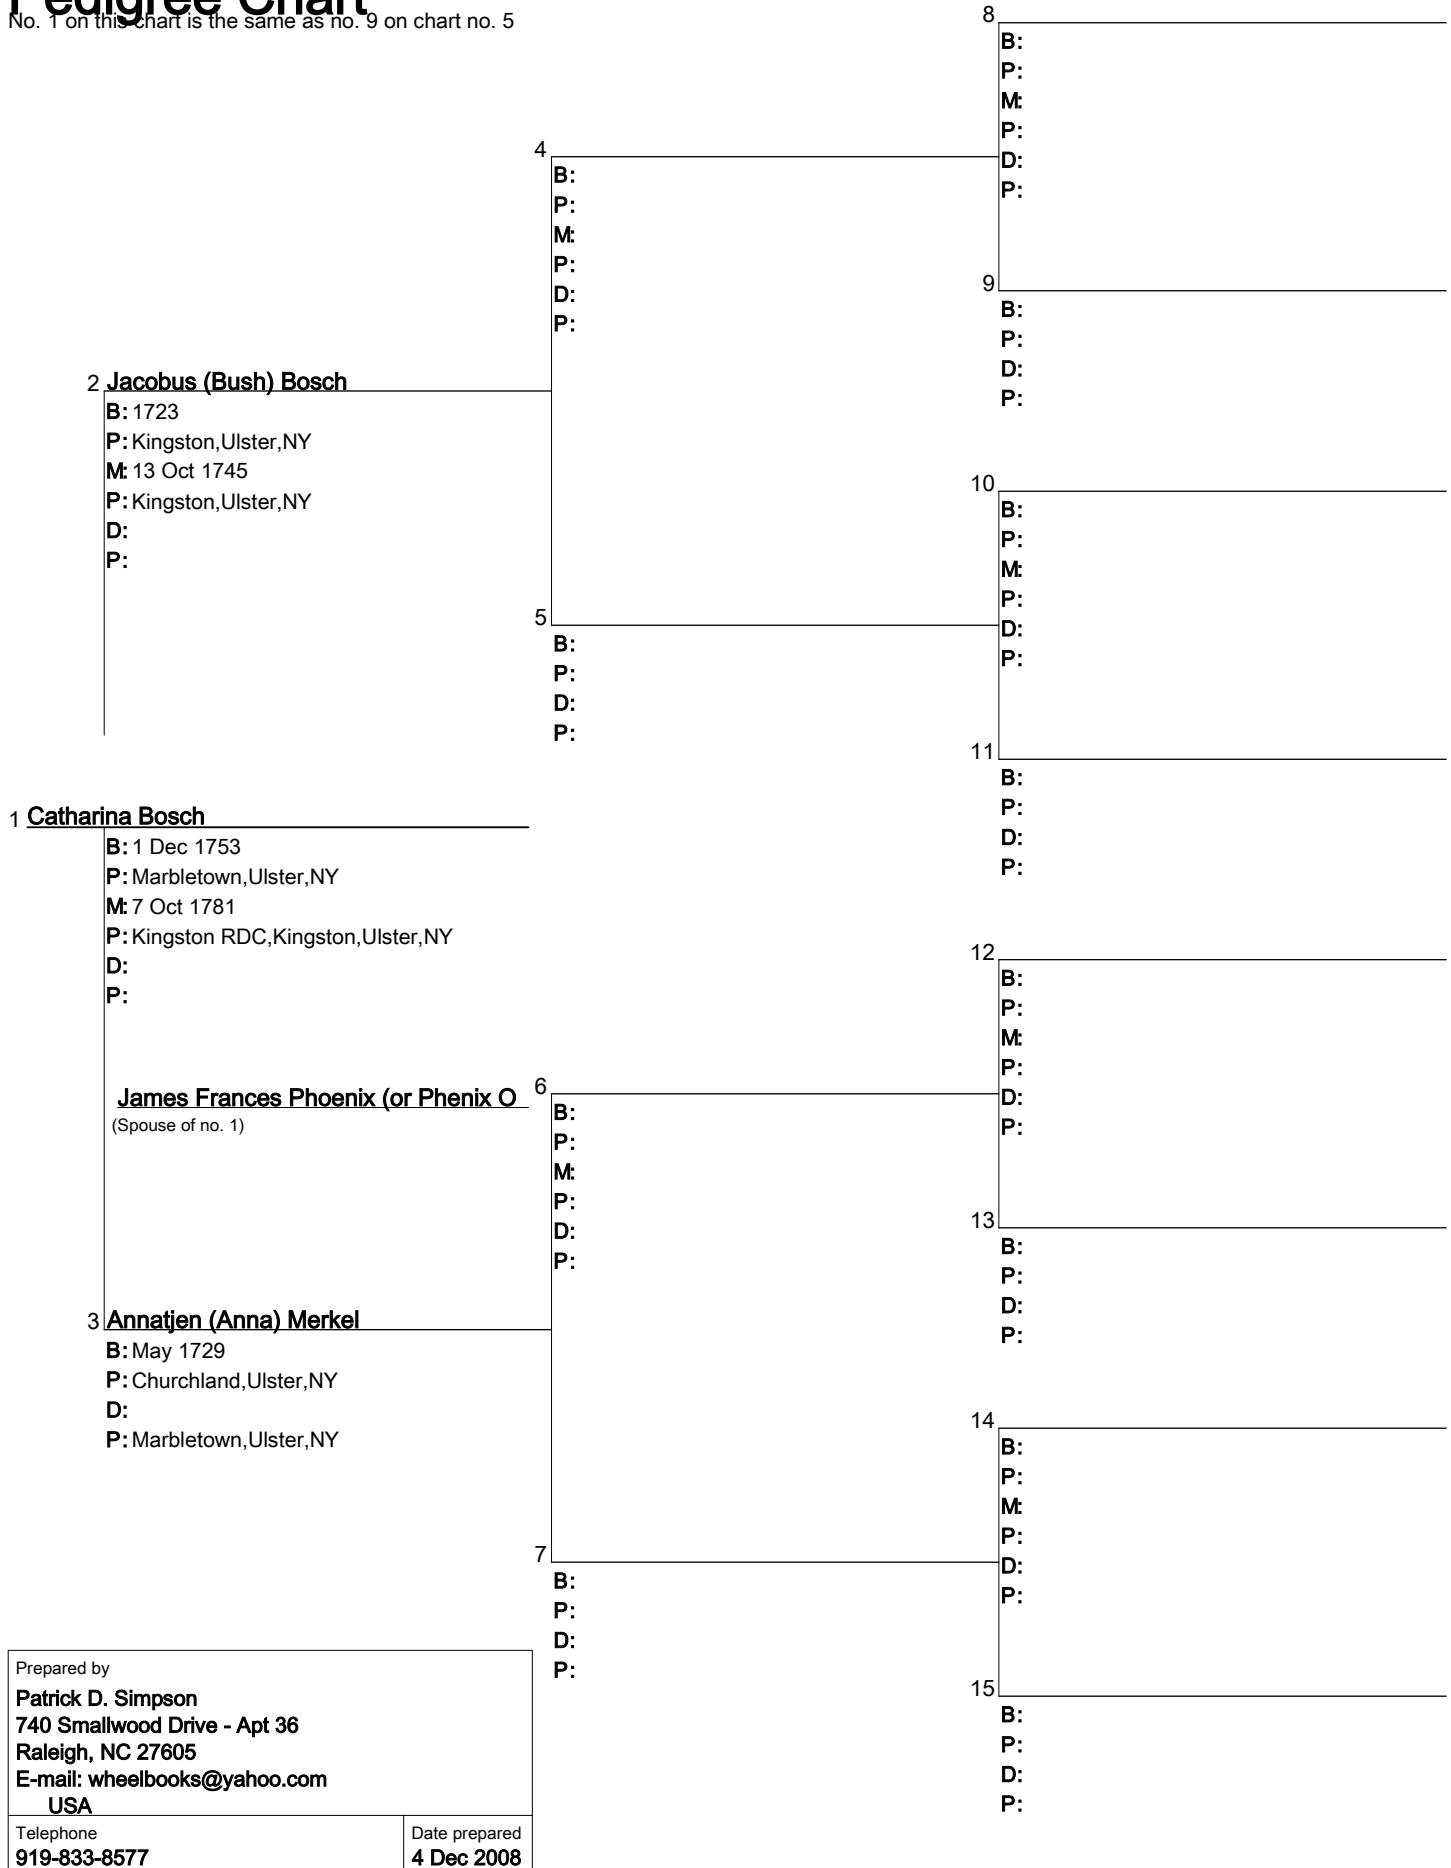 Pedigree Chart
No. 1 on this chart is the same as no. 9 on chart no. 5
8
B:
P:
M:
P:
D:
P:
4
B:
P:
M:
P:
D:
P:
9
B:
P:
D:
P:
2 Jacobus (Bush) Bosch
B: 1723
P: Kingston,Ulster,NY
M: 13 Oct 1745
P: Kingston,Ulster,NY
D:
P:
10
B:
P:
M:
P:
D:
P:
5
B:
P:
D:
P:
11
B:
P:
D:
P:
1 Catharina Bosch
B: 1 Dec 1753
P: Marbletown,Ulster,NY
M: 7 Oct 1781
P: Kingston RDC,Kingston,Ulster,NY
D:
P:
12
B:
P:
M:
P:
D:
P:
James Frances Phoenix (or Phenix O
(Spouse of no. 1)
6
B:
P:
M:
P:
D:
P:
13
B:
P:
D:
P:
3 Annatjen (Anna) Merkel
B: May 1729
P: Churchland,Ulster,NY
D:
P: Marbletown,Ulster,NY
14
B:
P:
M:
P:
D:
P:
7
B:
P:
D:
P:
15
B:
P:
D:
P:
Prepared by
Patrick D. Simpson
740 Smallwood Drive - Apt 36
Raleigh, NC 27605
E-mail: wheelbooks@yahoo.com
USA
Telephone
919-833-8577
Date prepared
4 Dec 2008